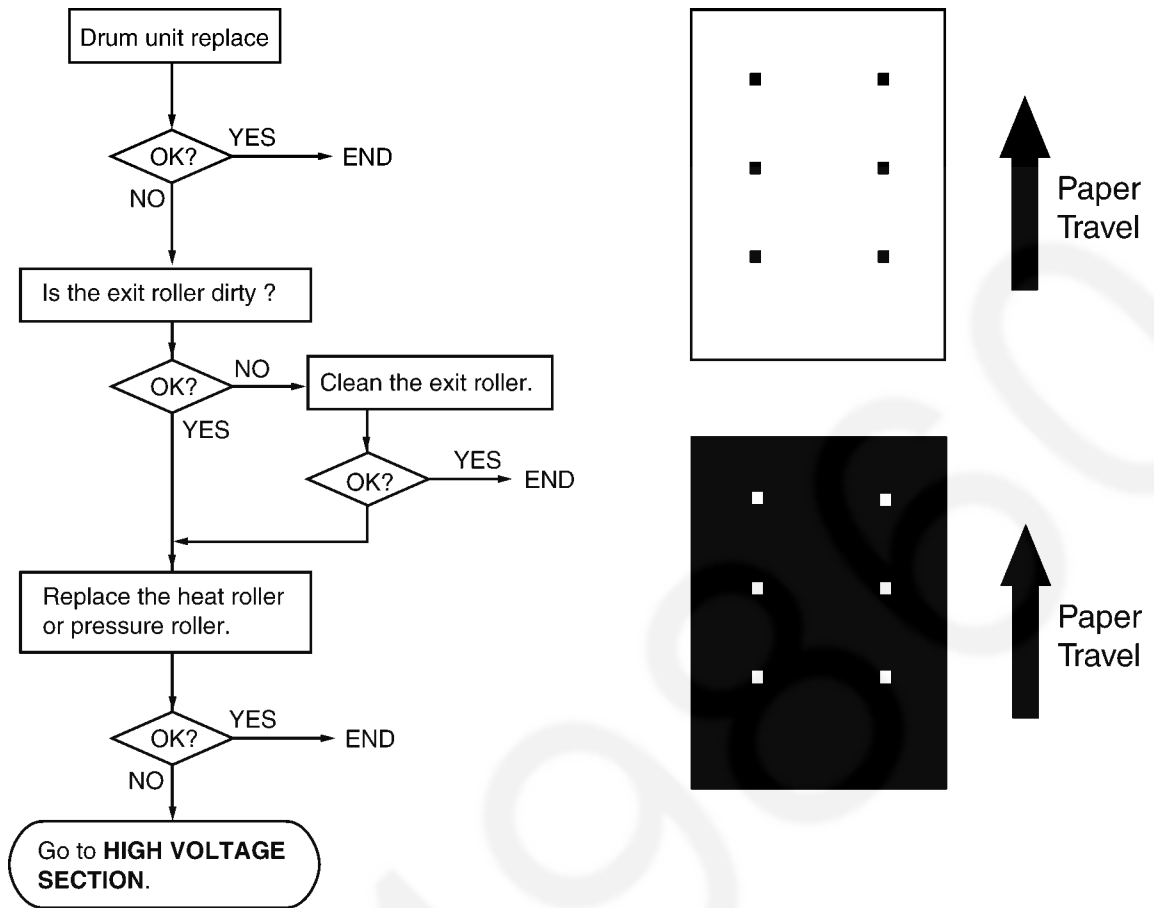 Drum unit replace
OK?
YES
END
NO
Is the exit roller dirty ?
OK?
NO
Clean the exit roller.
YES
OK?
YES
END
Replace the heat roller
or pressure roller.
OK?
YES
END
NO
Go to HIGH VOLTAGE
SECTION.
Paper
Travel
Paper
Travel